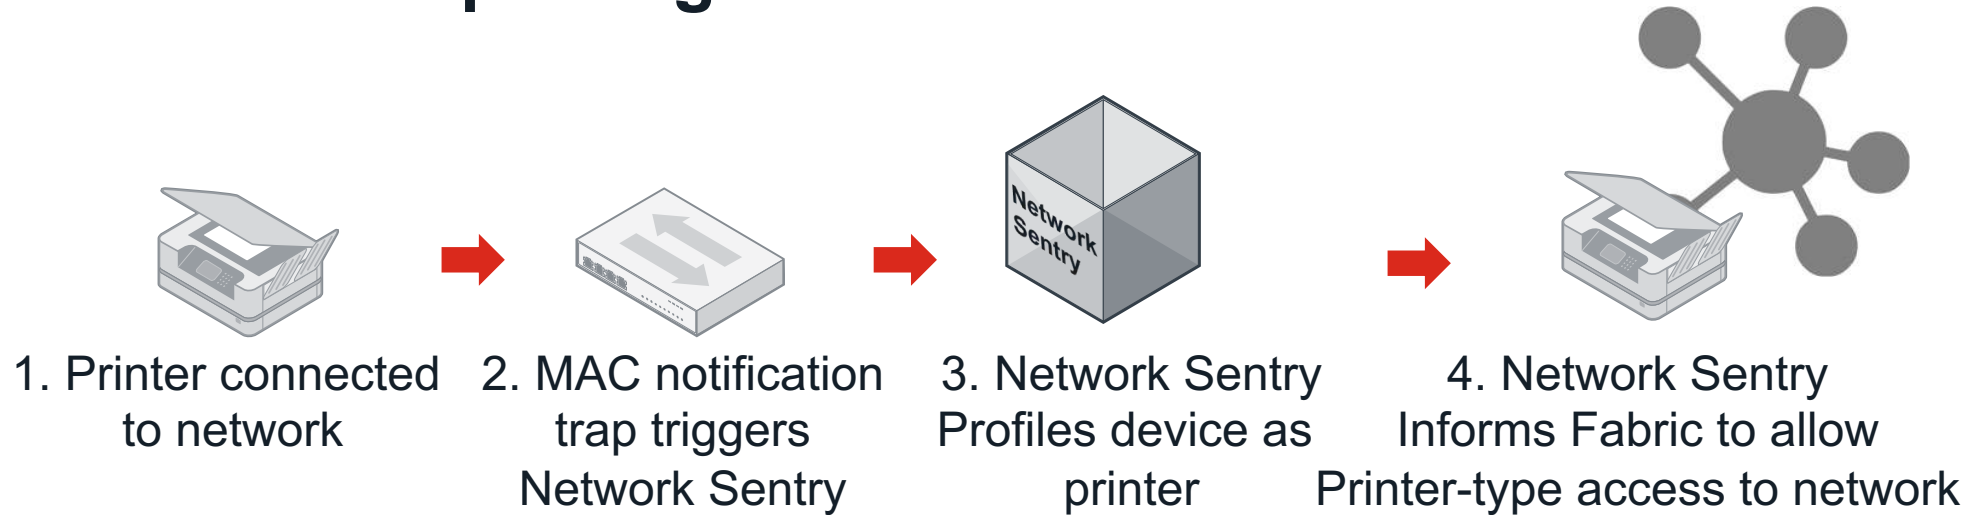 Network
Sentry
1. Printer connected
to network
2. MAC notification
trap triggers
Network Sentry
3. Network Sentry
Profiles device as
printer
4. Network Sentry
Informs Fabric to allow
Printer-type access to network